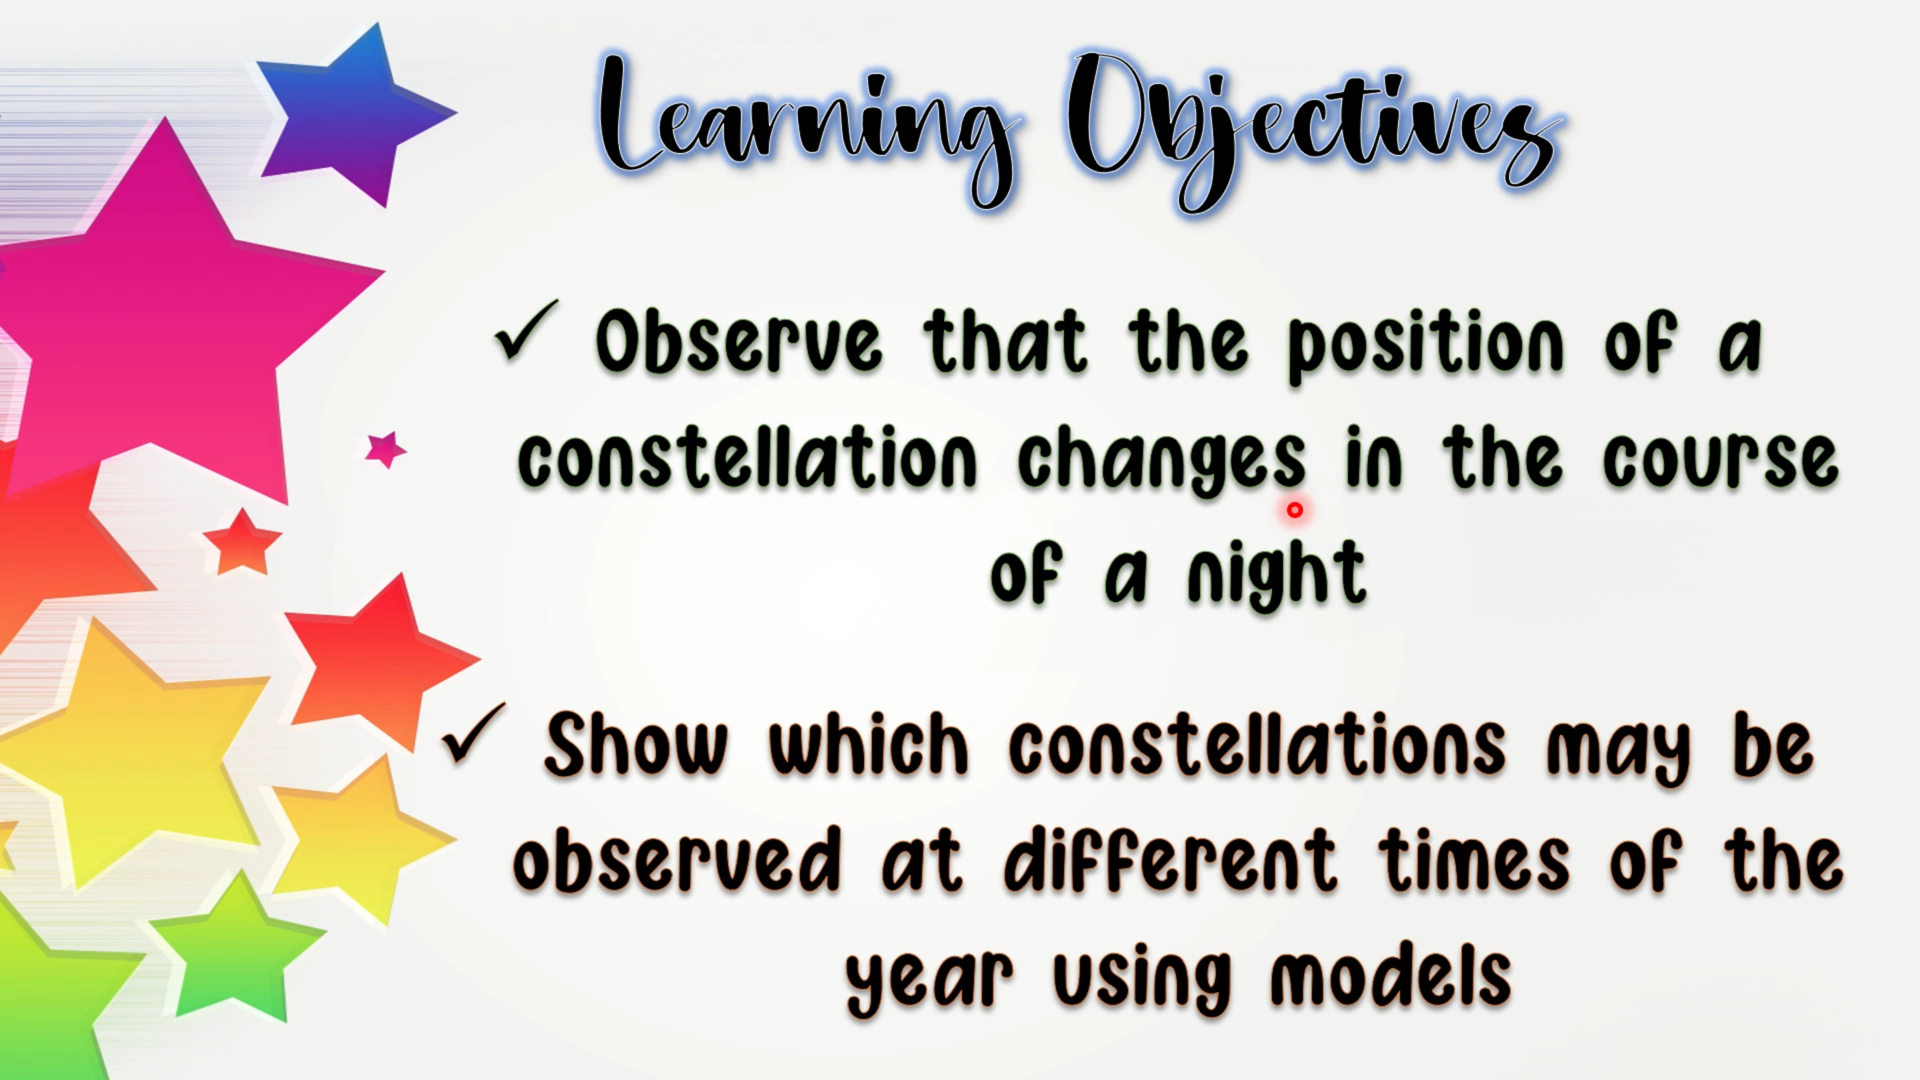 Learning Objectives
✓ Observe that the position of a
constellation changes in the course
of a night
✓ Show which constellations may be
observed at different times of the
year using models